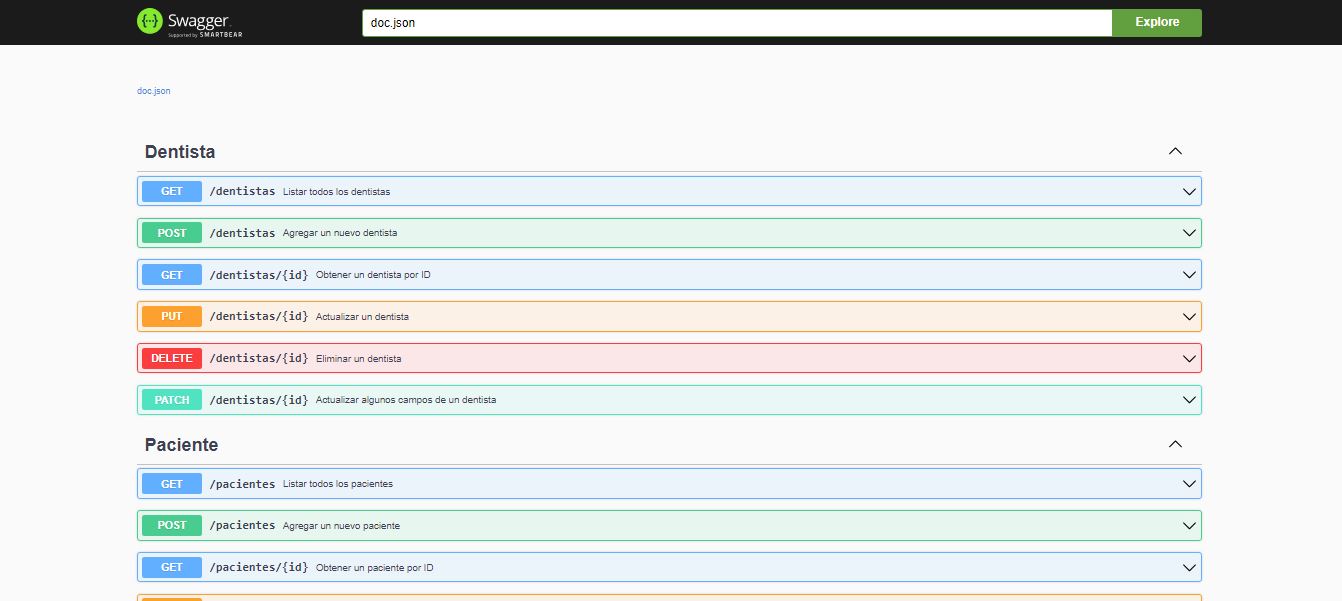 Swagger
Supported by SMARTBEAR
doc.json
Explore
doc.json
Dentista
GET /dentistas Listar todos los dentistas
POST /dentistas Agregar un nuevo dentista
GET /dentistas/{id} Obtener un dentista por ID
PUT /dentistas/{id} Actualizar un dentista
DELETE /dentistas/{id} Eliminar un dentista
PATCH /dentistas/{id} Actualizar algunos campos de un dentista
Paciente
GET /pacientes Listar todos los pacientes
POST /pacientes Agregar un nuevo paciente
GET /pacientes/{id} Obtener un paciente por ID